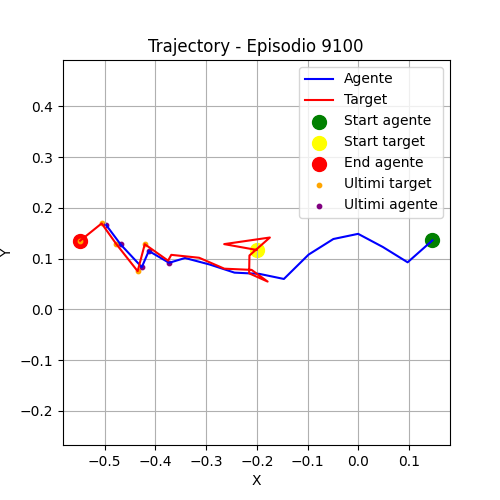 Trajectory - Episodio 9100
Agente
Target
Start agente
Start target
End agente
Ultimi target
Ultimi agente
Y
0.4
0.3
0.2
0.1
0.0
−0.1
−0.2
−0.5 −0.4 −0.3 −0.2 −0.1 0.0 0.1
X